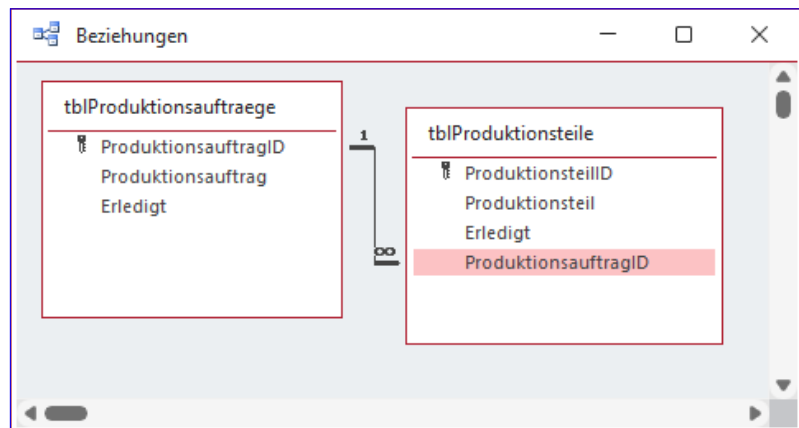 Beziehungen
tblProduktionsauftraege
ProduktionsauftragID
Produktionsauftrag
Erledigt
1
∞
tblProduktionsteile
ProduktionsteilID
Produktionsteil
Erledigt
ProduktionsauftragID